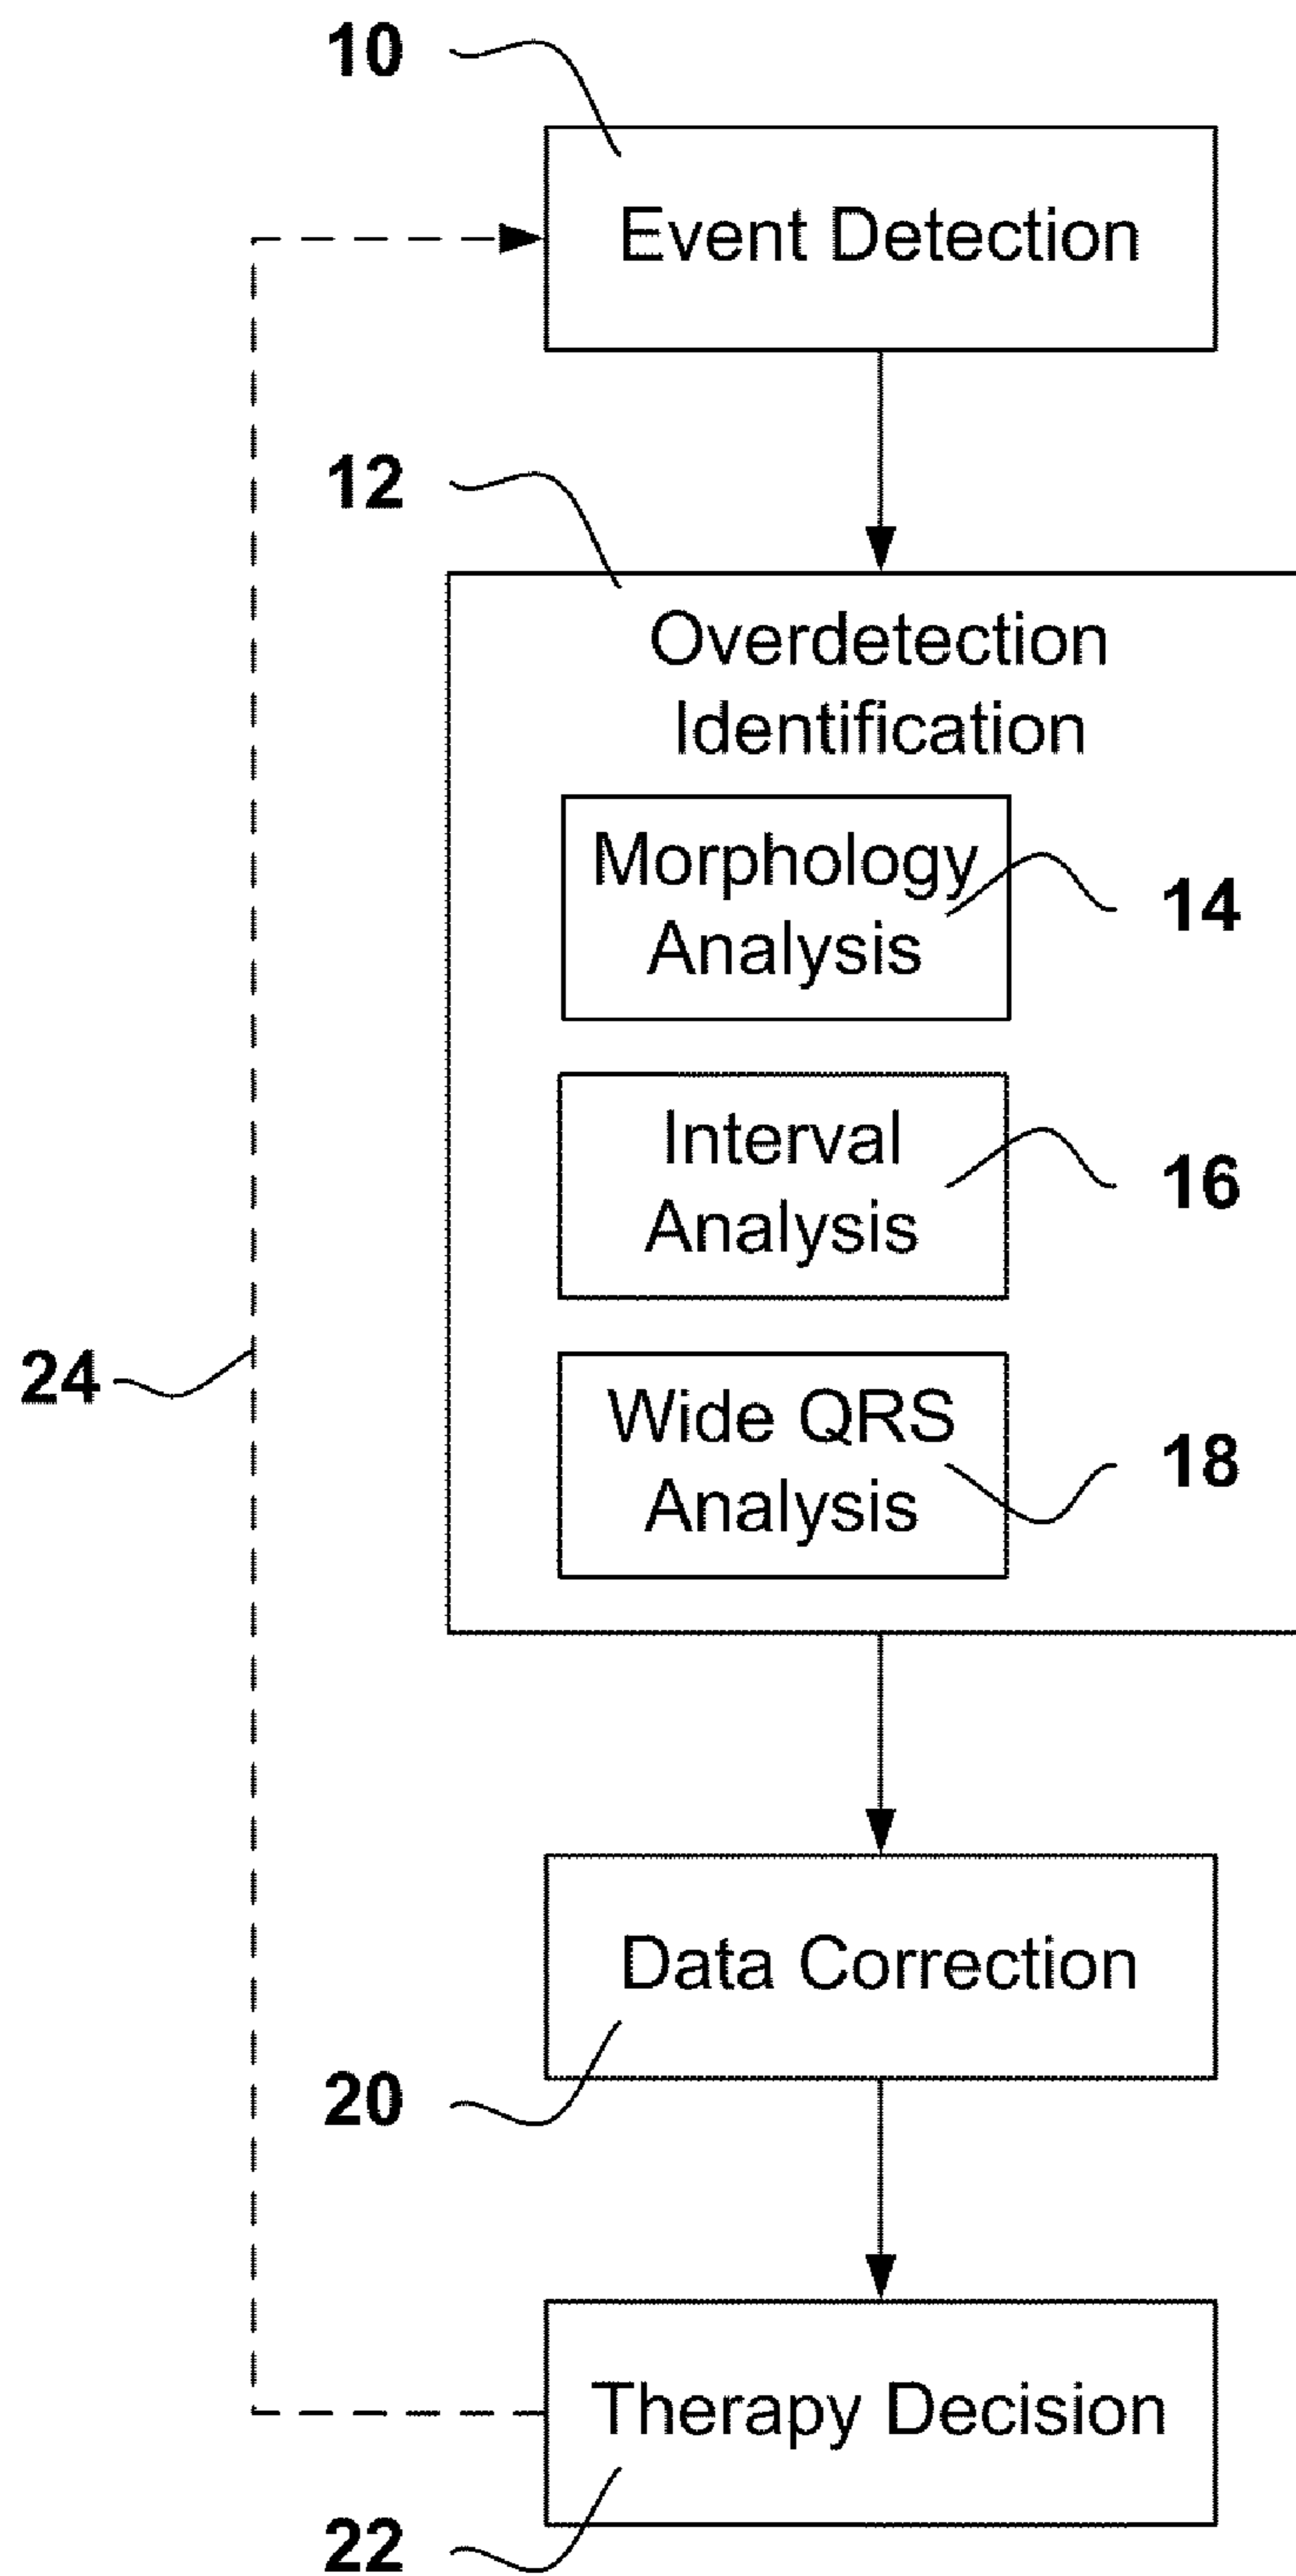 10
Event Detection
12
Overdetection
Identification
Morphology
Analysis
14
Interval
Analysis
16
24
Wide QRS
Analysis
18
Data Correction
20
Therapy Decision
22